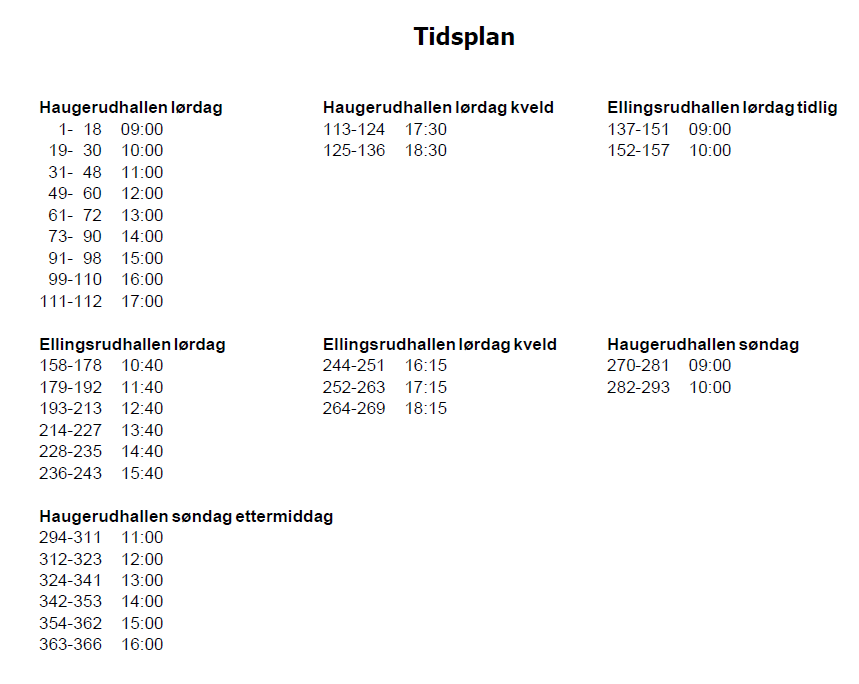 Tidsplan
Haugerudhallen lørdag
1- 18 09:00
19- 30 10:00
31- 48 11:00
49- 60 12:00
61- 72 13:00
73- 90 14:00
91- 98 15:00
99-110 16:00
111-112 17:00
Haugerudhallen lørdag kveld
113-124 17:30
125-136 18:30
Ellingsrudhallen lørdag tidlig
137-151 09:00
152-157 10:00
Ellingsrudhallen lørdag
158-178 10:40
179-192 11:40
193-213 12:40
214-227 13:40
228-235 14:40
236-243 15:40
Ellingsrudhallen lørdag kveld
244-251 16:15
252-263 17:15
264-269 18:15
Haugerudhallen søndag
270-281 09:00
282-293 10:00
Haugerudhallen søndag ettermiddag
294-311 11:00
312-323 12:00
324-341 13:00
342-353 14:00
354-362 15:00
363-366 16:00